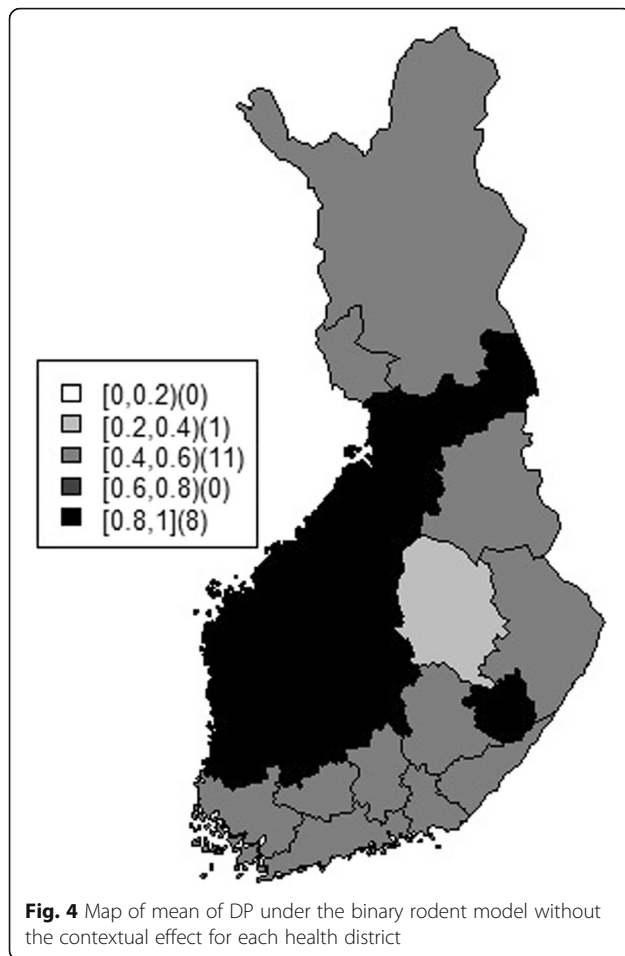 [0,0.2)(0)
[0.2,0.4)(1)
[0.4,0.6)(11)
[0.6,0.8)(0)
[0.8,1](8)
Fig. 4 Map of mean of DP under the binary rodent model without
the contextual effect for each health district